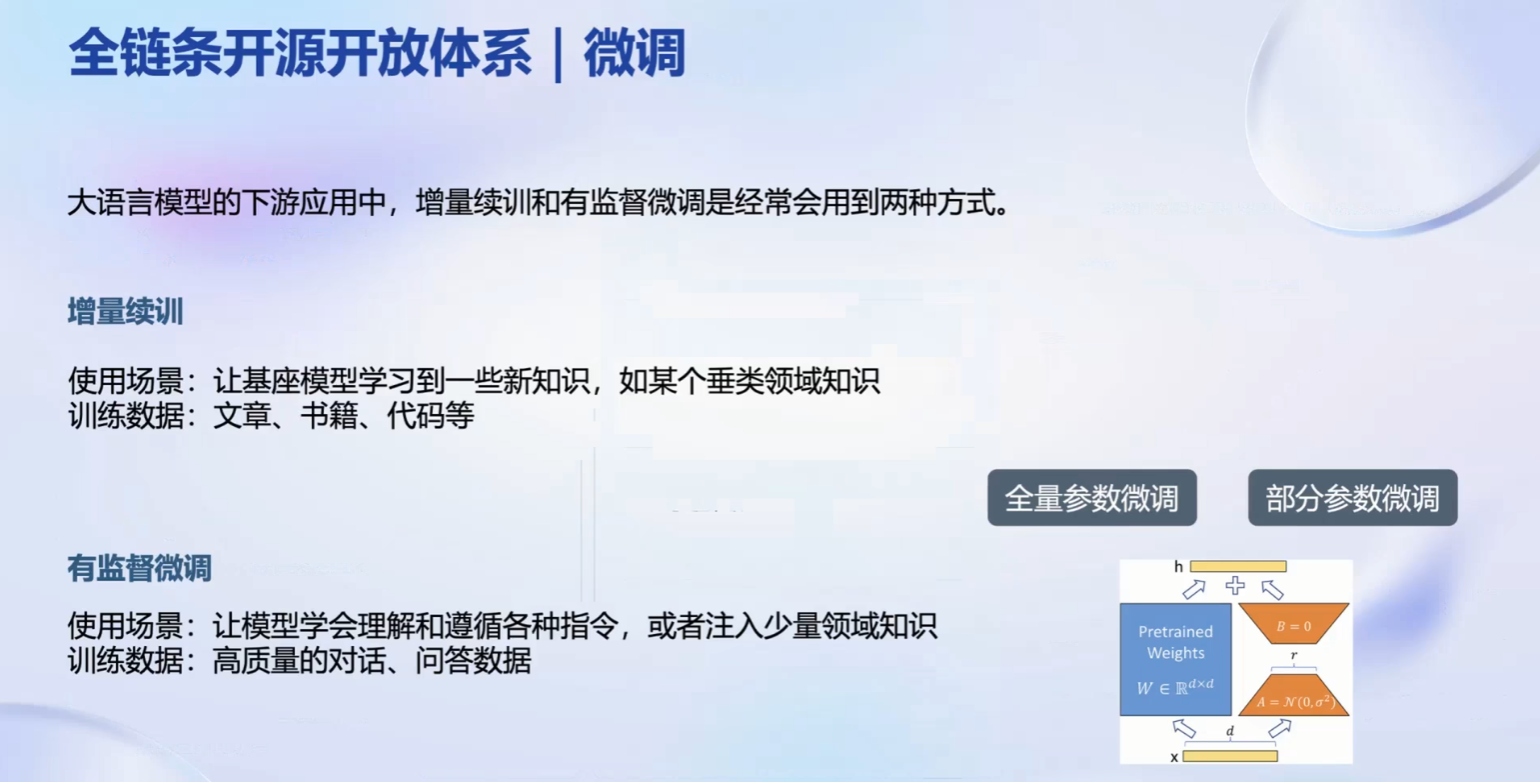 全链条开源开放体系 | 微调
大语言模型的下游应用中，增量续训和有监督微调是经常会用到两种方式。
增量续训
使用场景：让基座模型学习到一些新知识，如某个垂类领域知识
训练数据：文章、书籍、代码等
全量参数微调
部分参数微调
有监督微调
使用场景：让模型学会理解和遵循各种指令，或者注入少量领域知识
训练数据：高质量的对话、问答数据
h
Pretrained
Weights
W ∈ ℝ^{d×d}
B = 0
r
A = 𝒩(0, σ²)
d
x